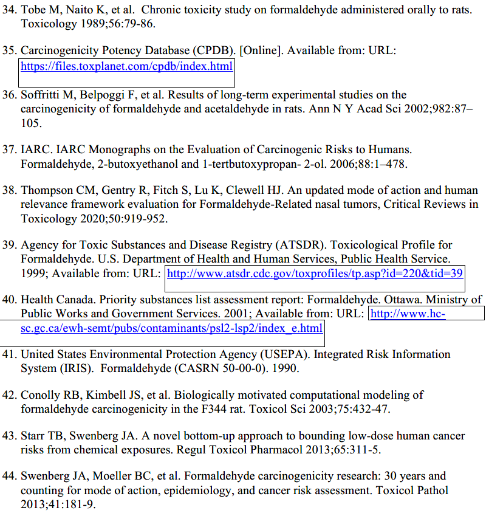 34. Tobe M, Naito K, et al. Chronic toxicity study on formaldehyde administered orally to rats.
Toxicology 1989;56:79-86.
35. Carcinogenicity Potency Database (CPDB). [Online]. Available from: URL:
https://files.toxplanet.com/cpdb/index.html
36. Soffritti M, Belpoggi F, et al. Results of long-term experimental studies on the
carcinogenicity of formaldehyde and acetaldehyde in rats. Ann N Y Acad Sci 2002;982:87–
105.
37. IARC. IARC Monographs on the Evaluation of Carcinogenic Risks to Humans.
Formaldehyde, 2-butoxyethanol and 1-tertbutoxypropan- 2-ol. 2006;88:1–478.
38. Thompson CM, Gentry R, Fitch S, Lu K, Clewell HJ. An updated mode of action and human
relevance framework evaluation for Formaldehyde-Related nasal tumors, Critical Reviews in
Toxicology 2020;50:919-952.
39. Agency for Toxic Substances and Disease Registry (ATSDR). Toxicological Profile for
Formaldehyde. U.S. Department of Health and Human Services, Public Health Service.
1999; Available from: URL: http://www.atsdr.cdc.gov/toxprofiles/tp.asp?id=220&tid=39
40. Health Canada. Priority substances list assessment report: Formaldehyde. Ottawa. Ministry of
Public Works and Government Services. 2001; Available from: URL: http://www.hc-
sc.gc.ca/ewh-semt/pubs/contaminants/psl2-lsp2/index_e.html
41. United States Environmental Protection Agency (USEPA). Integrated Risk Information
System (IRIS). Formaldehyde (CASRN 50-00-0). 1990.
42. Conolly RB, Kimbell JS, et al. Biologically motivated computational modeling of
formaldehyde carcinogenicity in the F344 rat. Toxicol Sci 2003;75:432-47.
43. Starr TB, Swenberg JA. A novel bottom-up approach to bounding low-dose human cancer
risks from chemical exposures. Regul Toxicol Pharmacol 2013;65:311-5.
44. Swenberg JA, Moeller BC, et al. Formaldehyde carcinogenicity research: 30 years and
counting for mode of action, epidemiology, and cancer risk assessment. Toxicol Pathol
2013;41:181-9.